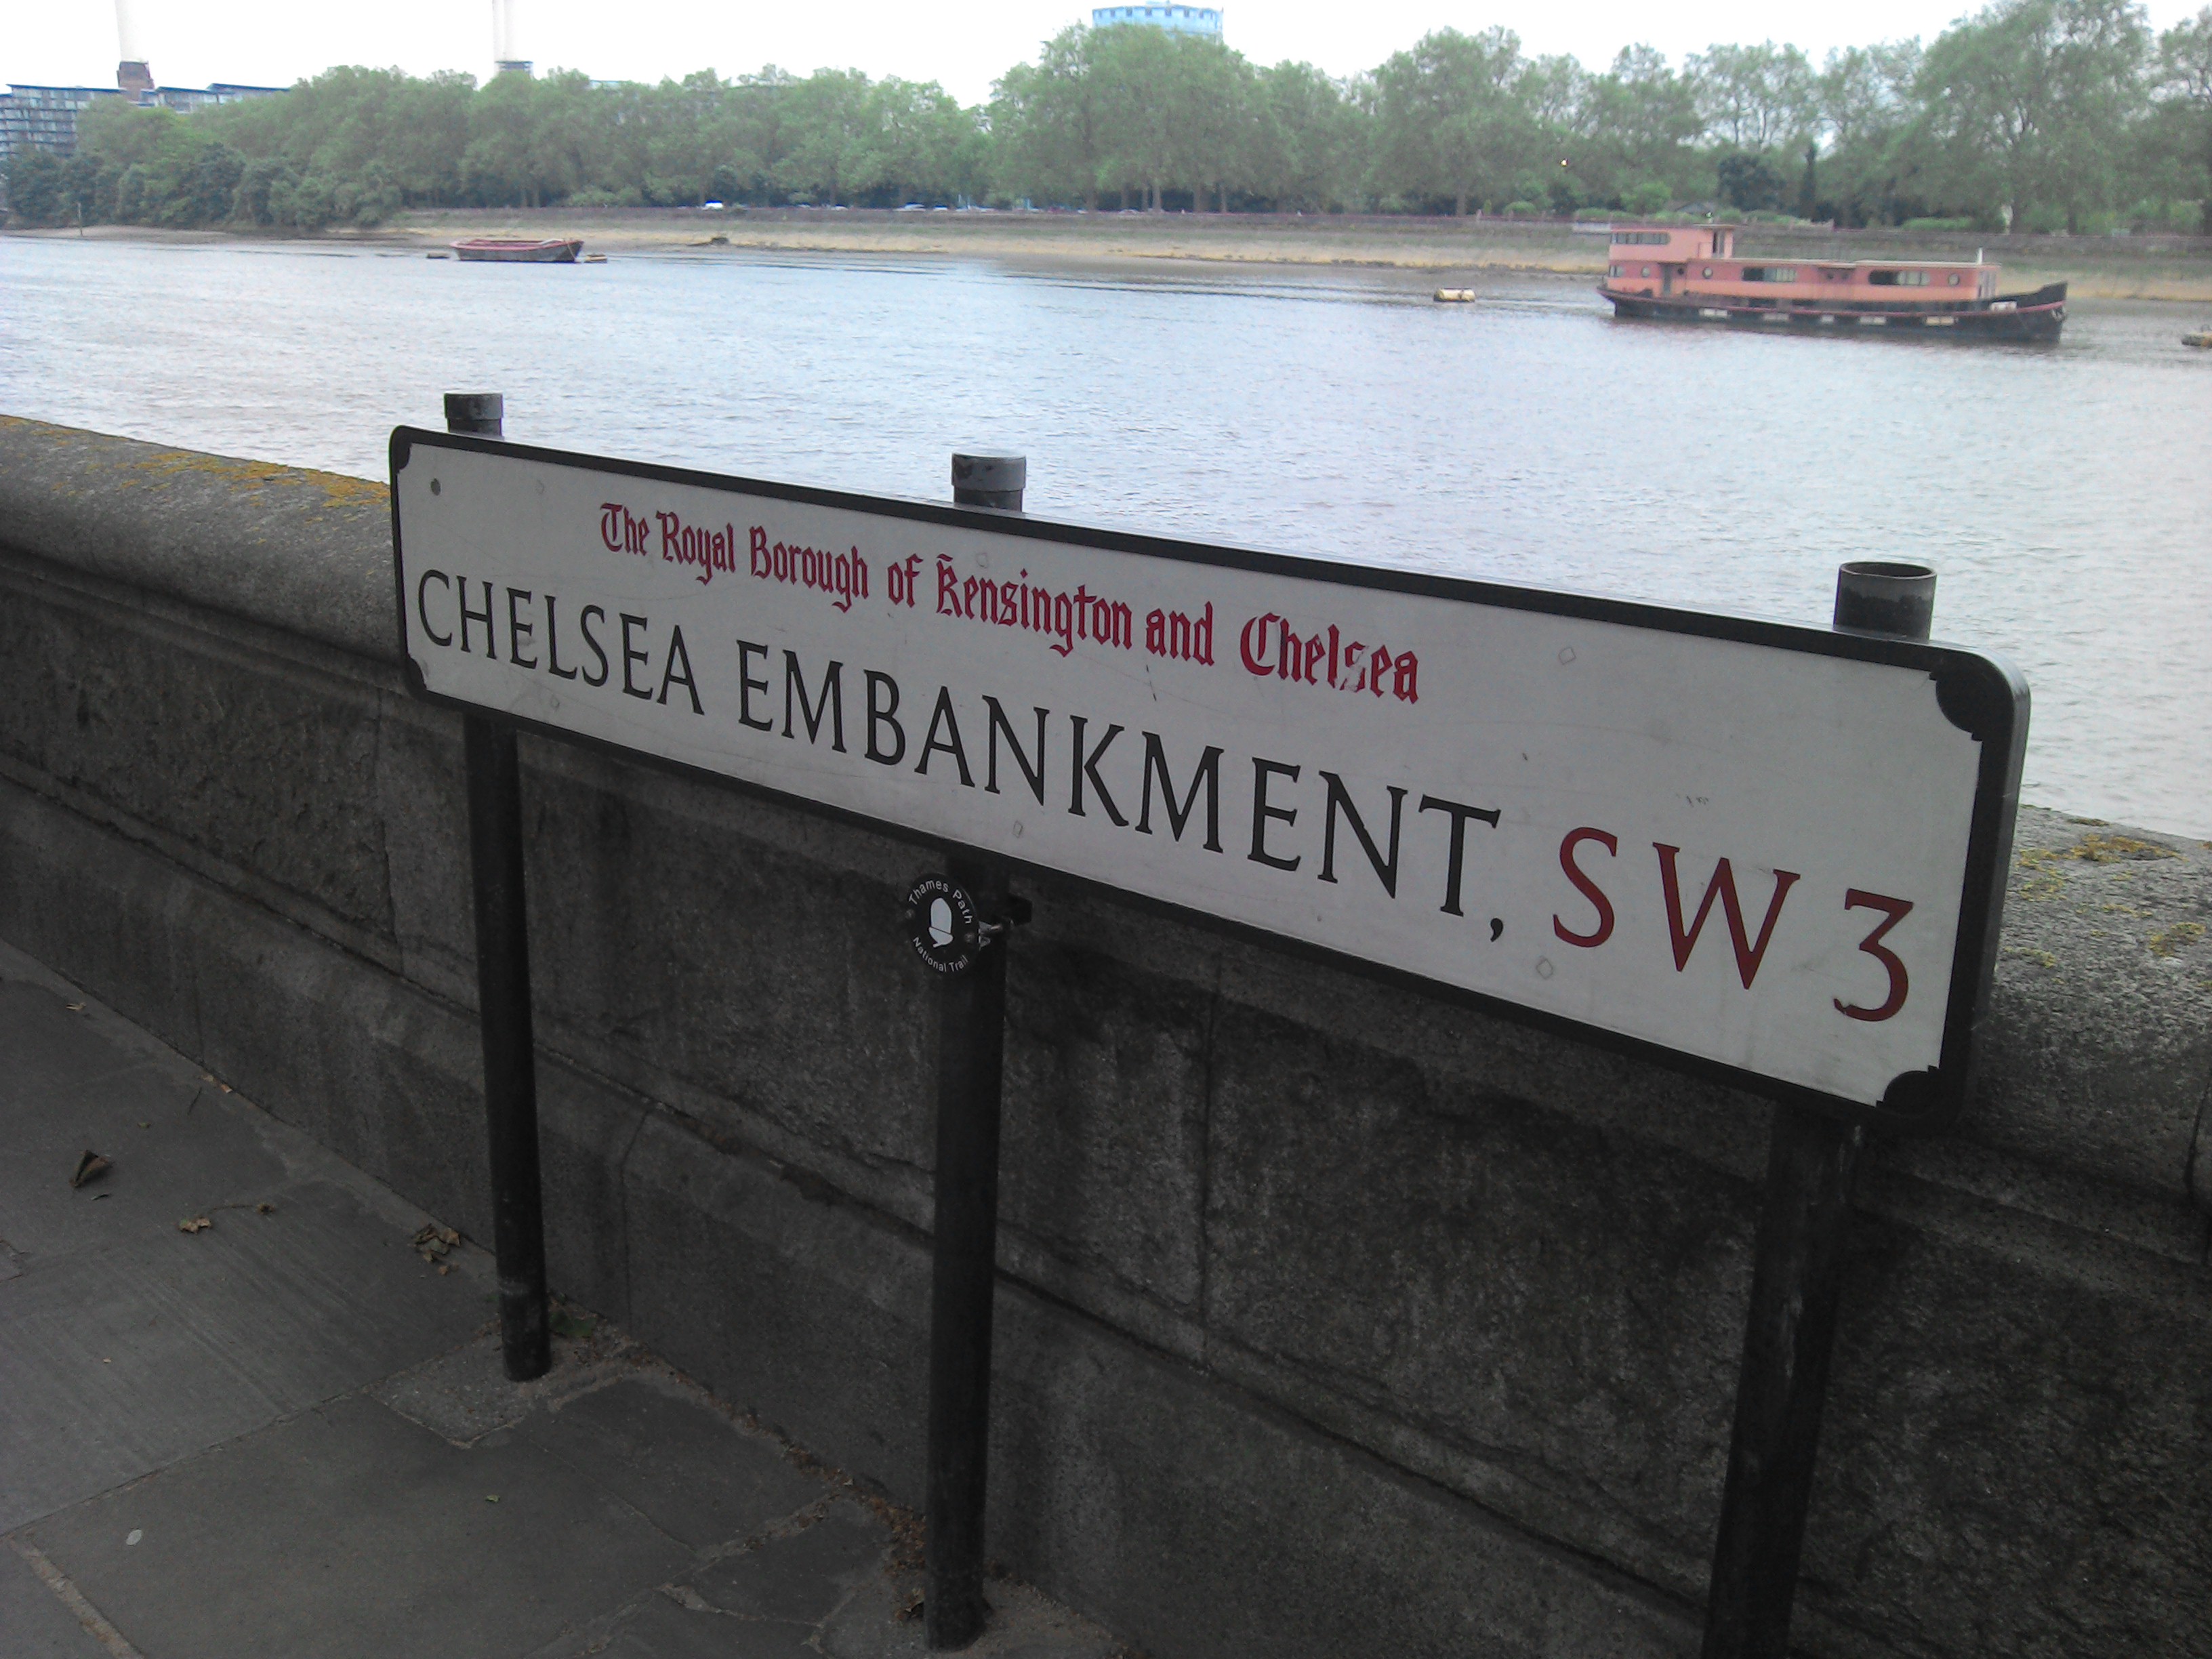 The Royal Borough of Kensington and Chelsea
CHELSEA EMBANKMENT, SW3
Thames Path
National Trail